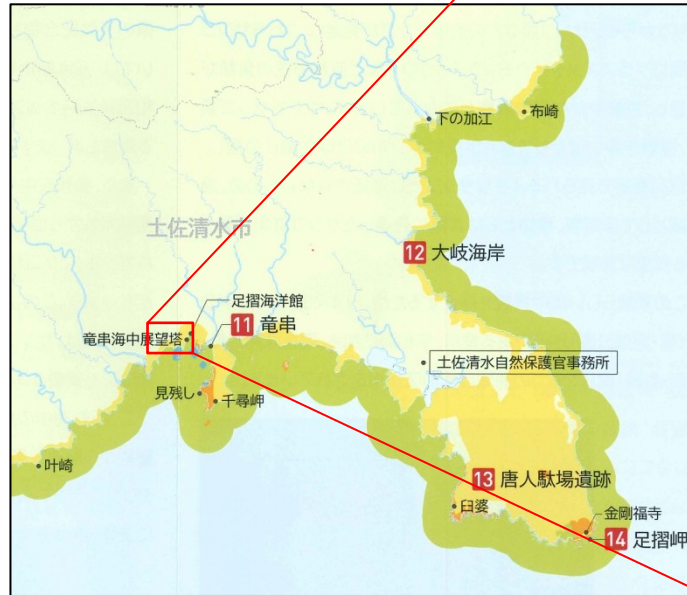 下の加江
布崎
土佐清水市
12 大岐海岸
足摺海洋館
11 竜串
竜串海中展望塔
土佐清水自然保護官事務所
見残し
千尋岬
叶崎
13 唐人駄場遺跡
臼婆
金剛福寺
14 足摺岬